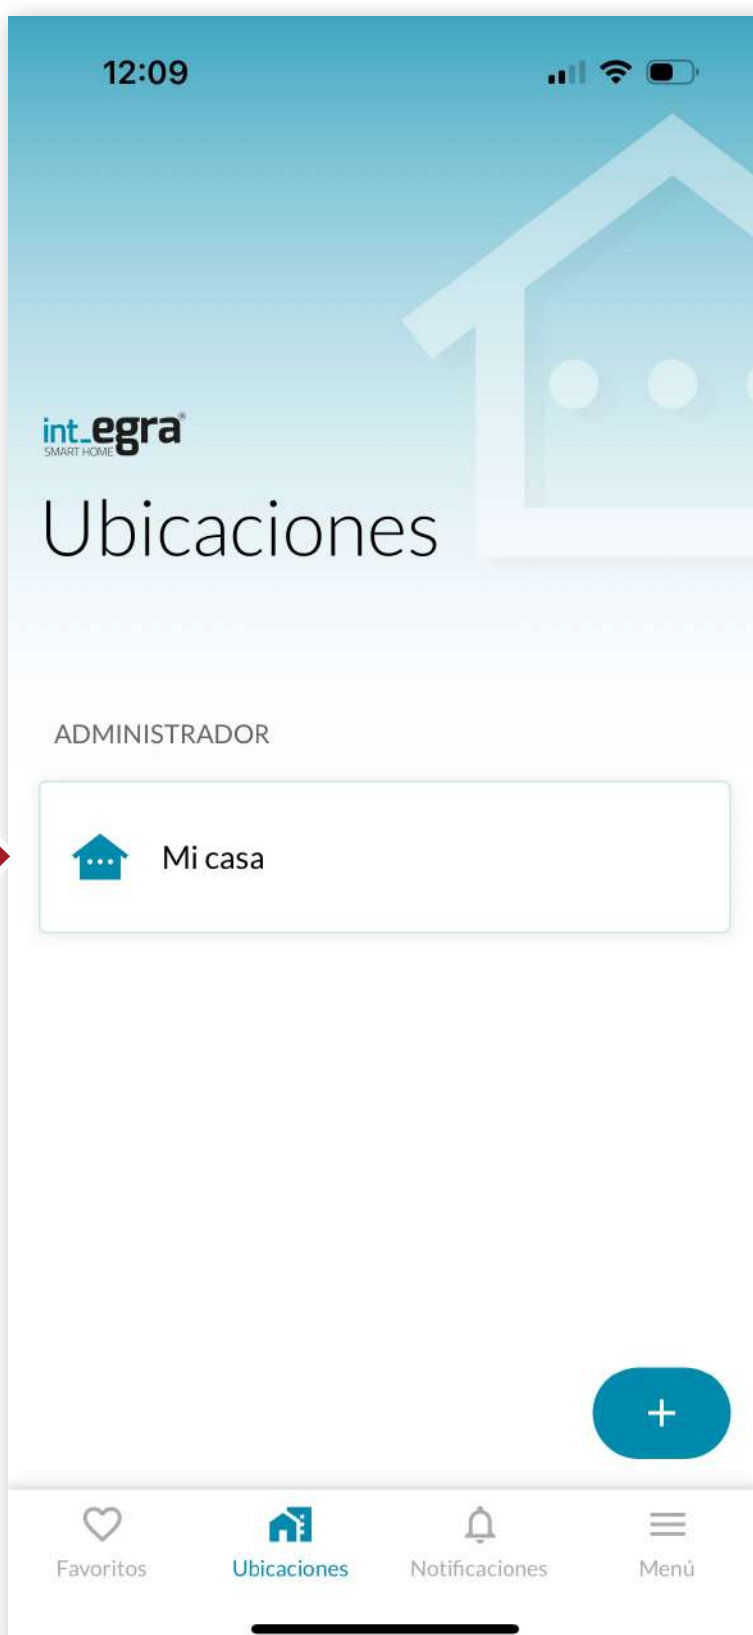 12:09
int_egra®
SMART HOME
Ubicaciones
ADMINISTRADOR
Mi casa
+
Favoritos
Ubicaciones
Notificaciones
Menú